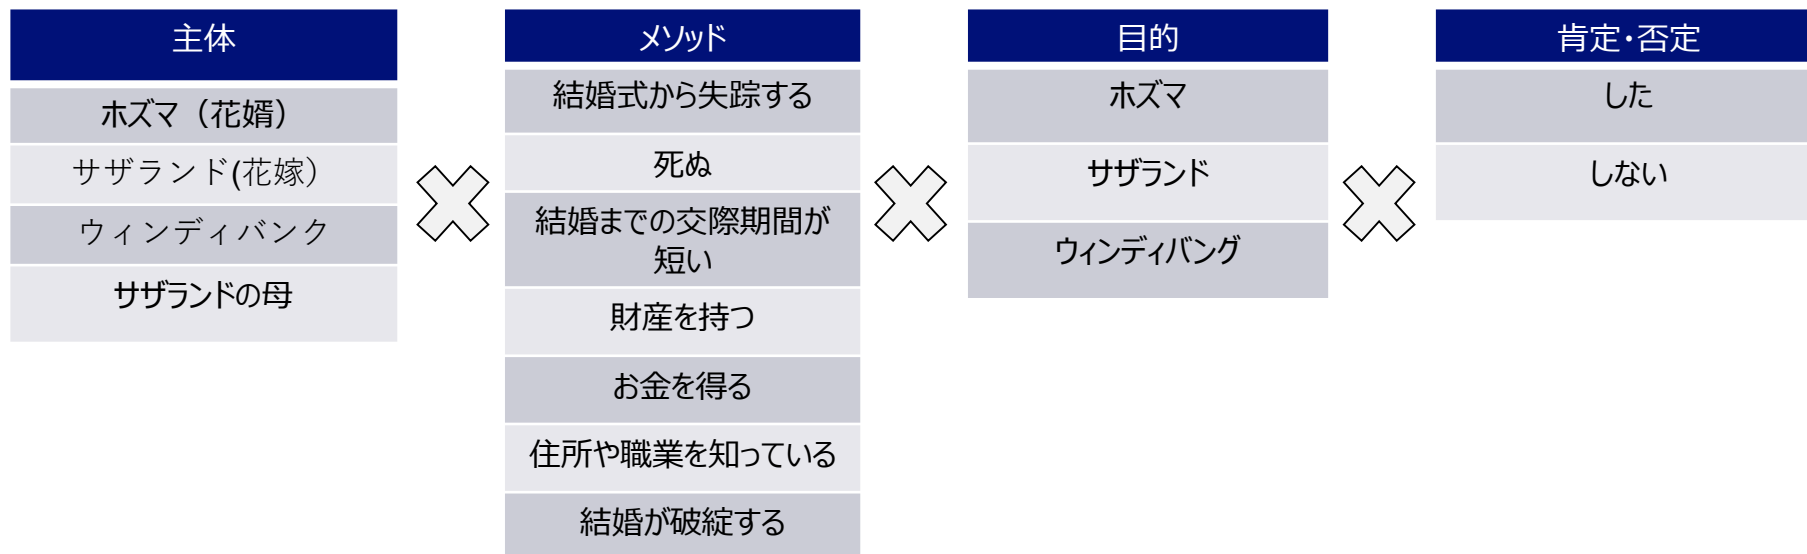 主体
ホズマ（花婿）
サザランド(花嫁）
ウィンディバンク
サザランドの母
メソッド
結婚式から失踪する
死ぬ
結婚までの交際期間が
短い
財産を持つ
お金を得る
住所や職業を知っている
結婚が破綻する
目的
ホズマ
サザランド
ウィンディバング
肯定・否定
した
しない